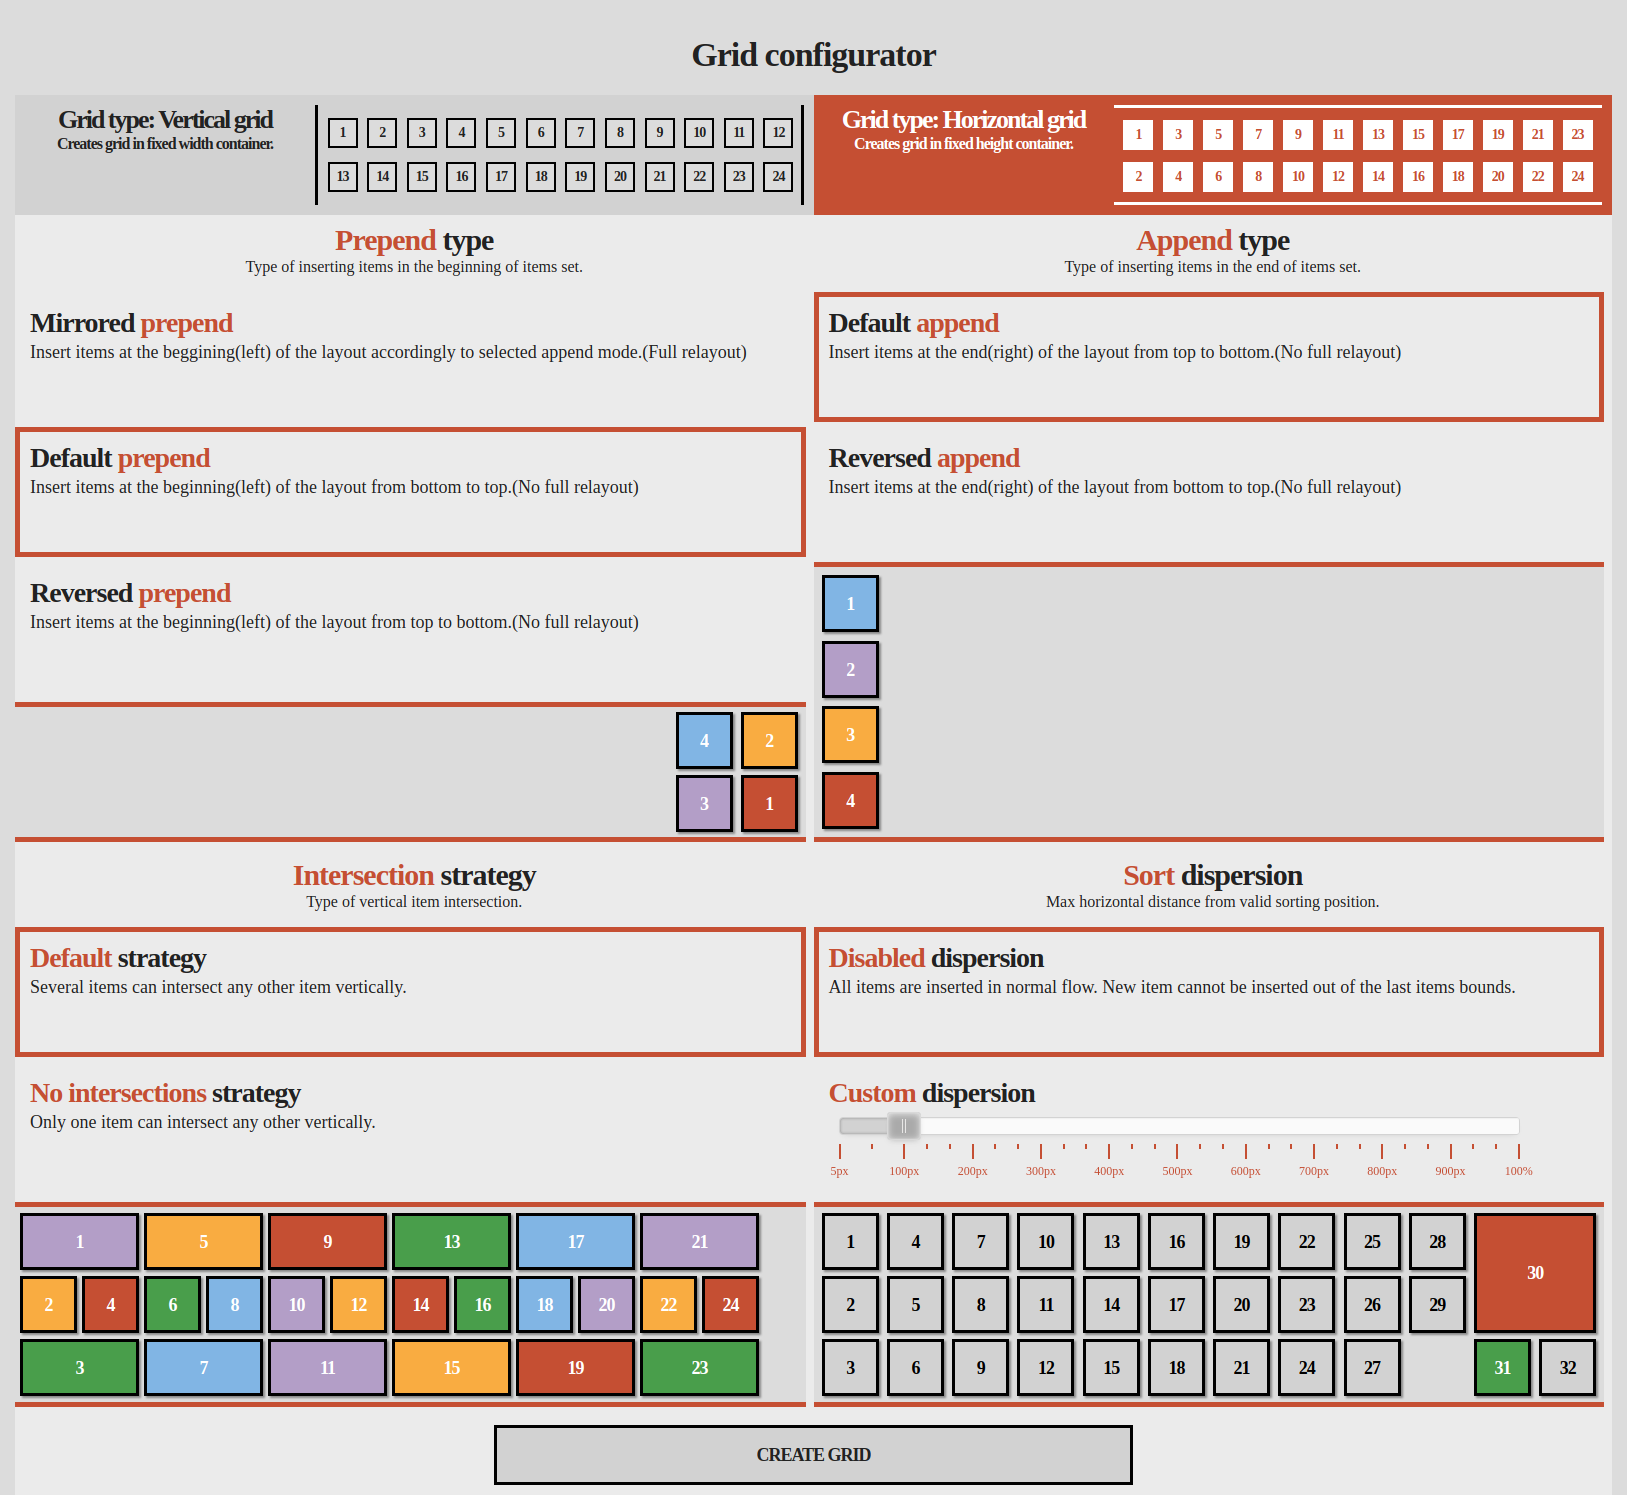 Grid configurator
Grid type: Vertical grid
Creates grid in fixed width container.
1 2 3 4 5 6 7 8 9 10 11 12
13 14 15 16 17 18 19 20 21 22 23 24
Grid type: Horizontal grid
Creates grid in fixed height container.
1 3 5 7 9 11 13 15 17 19 21 23
2 4 6 8 10 12 14 16 18 20 22 24
Prepend type
Type of inserting items in the beginning of items set.
Mirrored prepend
Insert items at the beggining(left) of the layout accordingly to selected append mode.(Full relayout)
Default prepend
Insert items at the beginning(left) of the layout from bottom to top.(No full relayout)
Reversed prepend
Insert items at the beginning(left) of the layout from top to bottom.(No full relayout)
4 2
3 1
Append type
Type of inserting items in the end of items set.
Default append
Insert items at the end(right) of the layout from top to bottom.(No full relayout)
Reversed append
Insert items at the end(right) of the layout from bottom to top.(No full relayout)
1
2
3
4
Intersection strategy
Type of vertical item intersection.
Default strategy
Several items can intersect any other item vertically.
No intersections strategy
Only one item can intersect any other vertically.
1 5 9 13 17 21
2 4 6 8 10 12 14 16 18 20 22 24
3 7 11 15 19 23
Sort dispersion
Max horizontal distance from valid sorting position.
Disabled dispersion
All items are inserted in normal flow. New item cannot be inserted out of the last items bounds.
Custom dispersion
5px 100px 200px 300px 400px 500px 600px 700px 800px 900px 100%
1 4 7 10 13 16 19 22 25 28 30
2 5 8 11 14 17 20 23 26 29
3 6 9 12 15 18 21 24 27 31 32
CREATE GRID